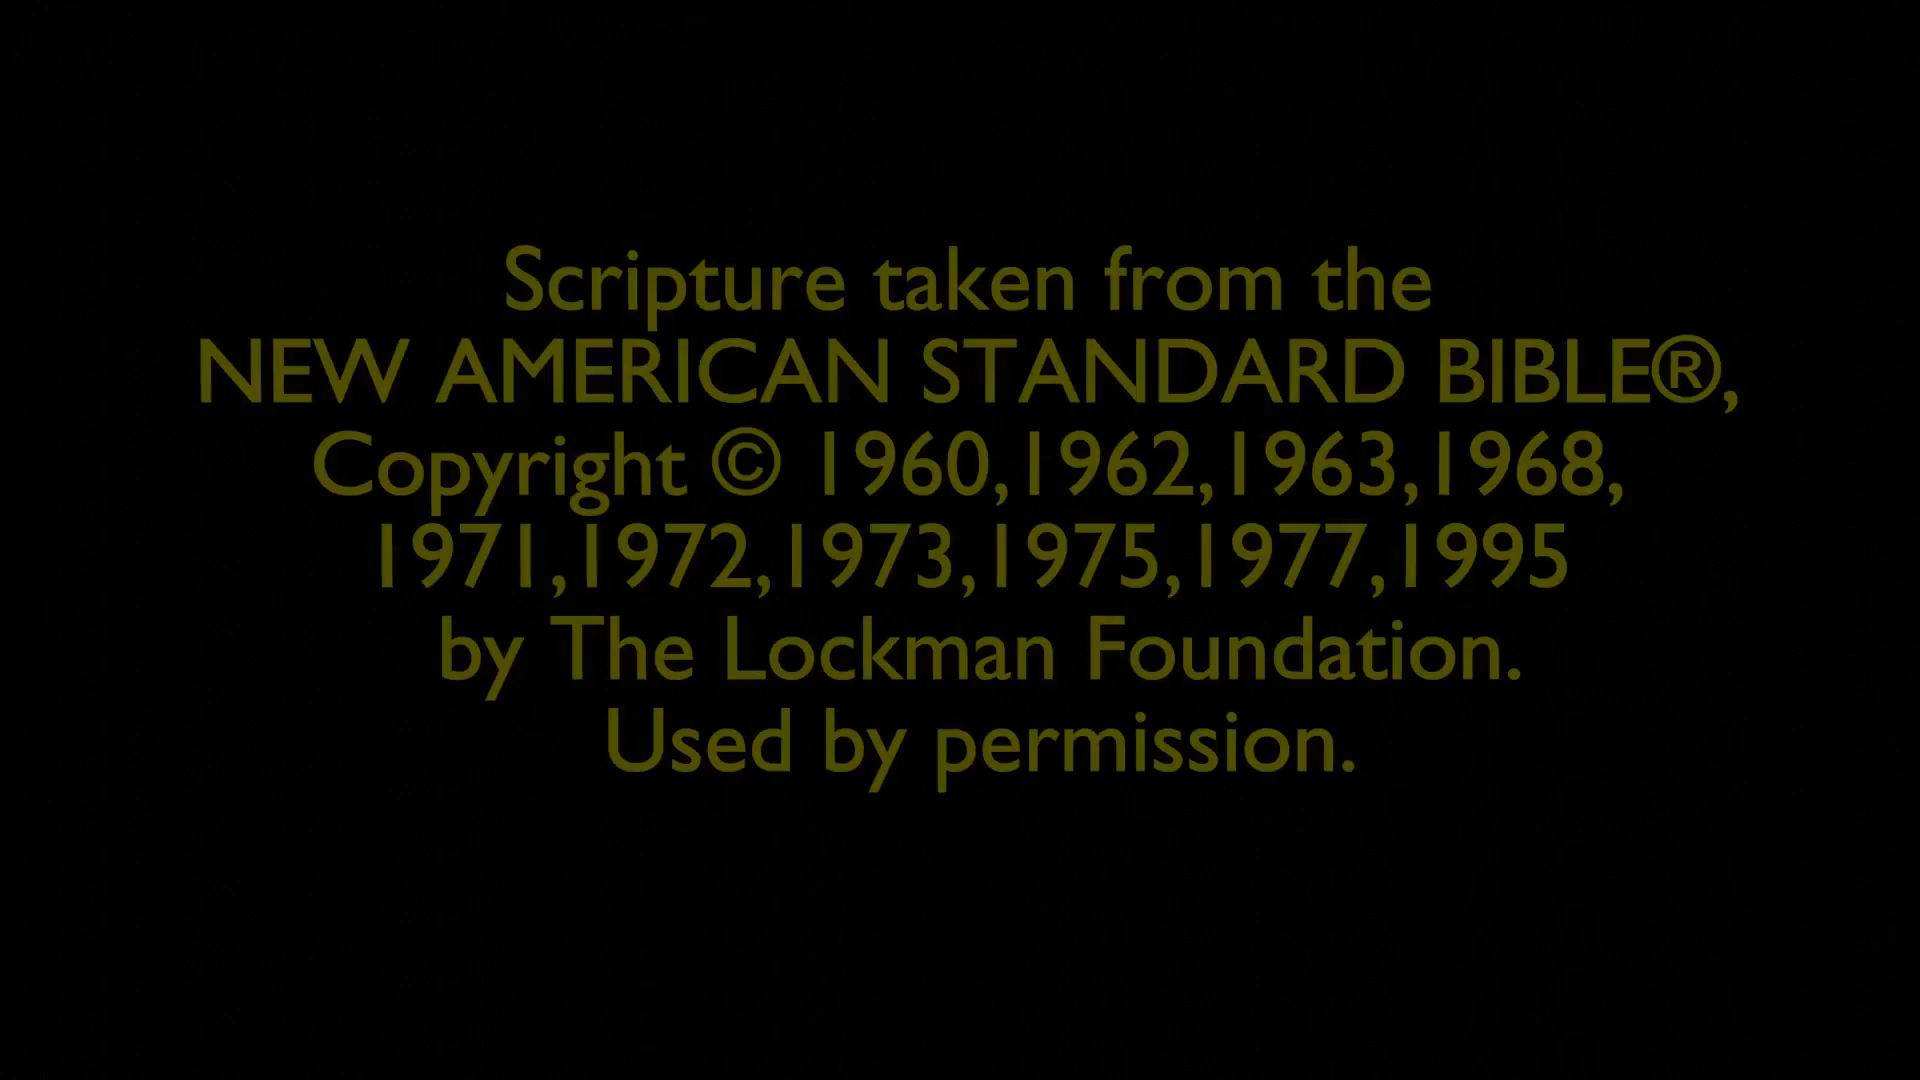 Scripture taken from the
NEW AMERICAN STANDARD BIBLE®,
Copyright © 1960,1962,1963,1968,
1971,1972,1973,1975,1977,1995
by The Lockman Foundation.
Used by permission.